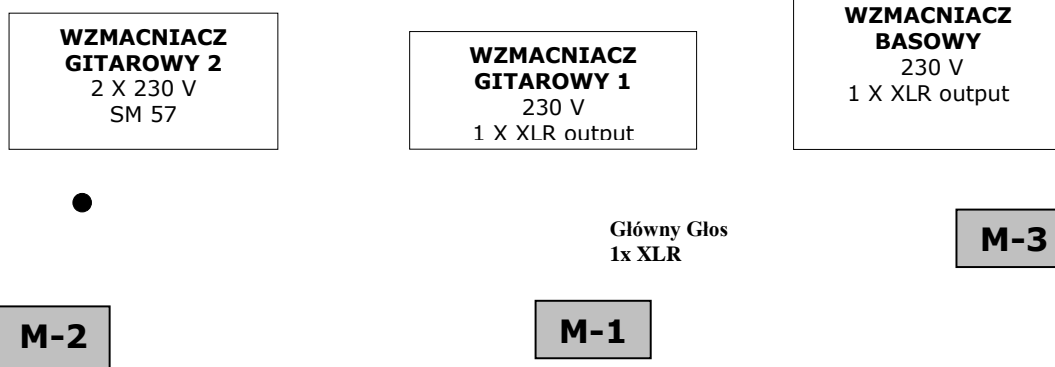 WZMACNIACZ
GITAROWY 2
2 X 230 V
SM 57
WZMACNIACZ
GITAROWY 1
230 V
1 X XLR output
WZMACNIACZ
BASOWY
230 V
1 X XLR output
Główny Głos
1x XLR
M-3
M-2
M-1